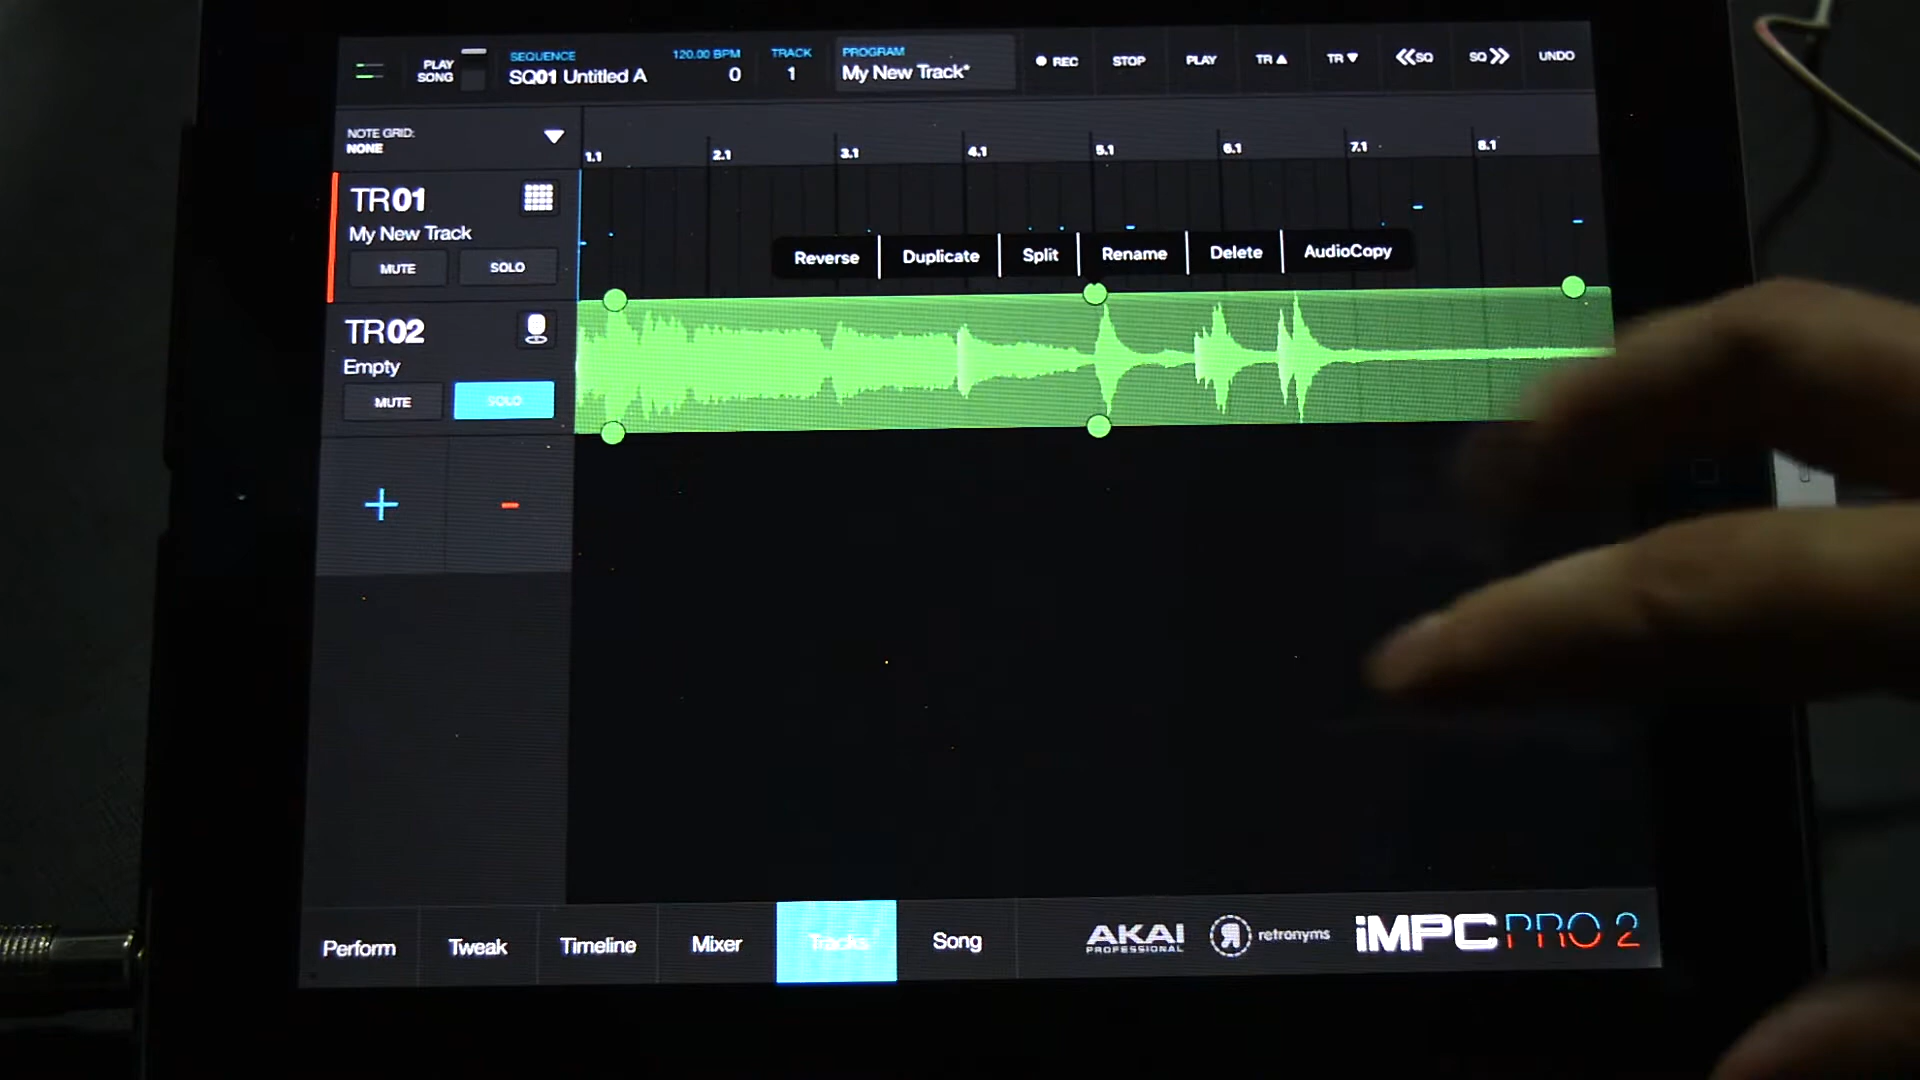 PLAY
SONG
SEQUENCE
SQ01 Untitled A
120.00 BPM
0
TRACK
1
PROGRAM
My New Track*
REC
STOP
PLAY
TR▲
TR▼
SQ
SQ
UNDO
NOTE GRID:
NONE
1.1
2.1
3.1
4.1
5.1
6.1
7.1
8.1
TR01
My New Track
MUTE
SOLO
Reverse
Duplicate
Split
Rename
Delete
AudioCopy
TR02
Empty
MUTE
SOLO
+
-
Perform
Tweak
Timeline
Mixer
Tracks
Song
AKAI
PROFESSIONAL
retronyms
iMPC PRO 2